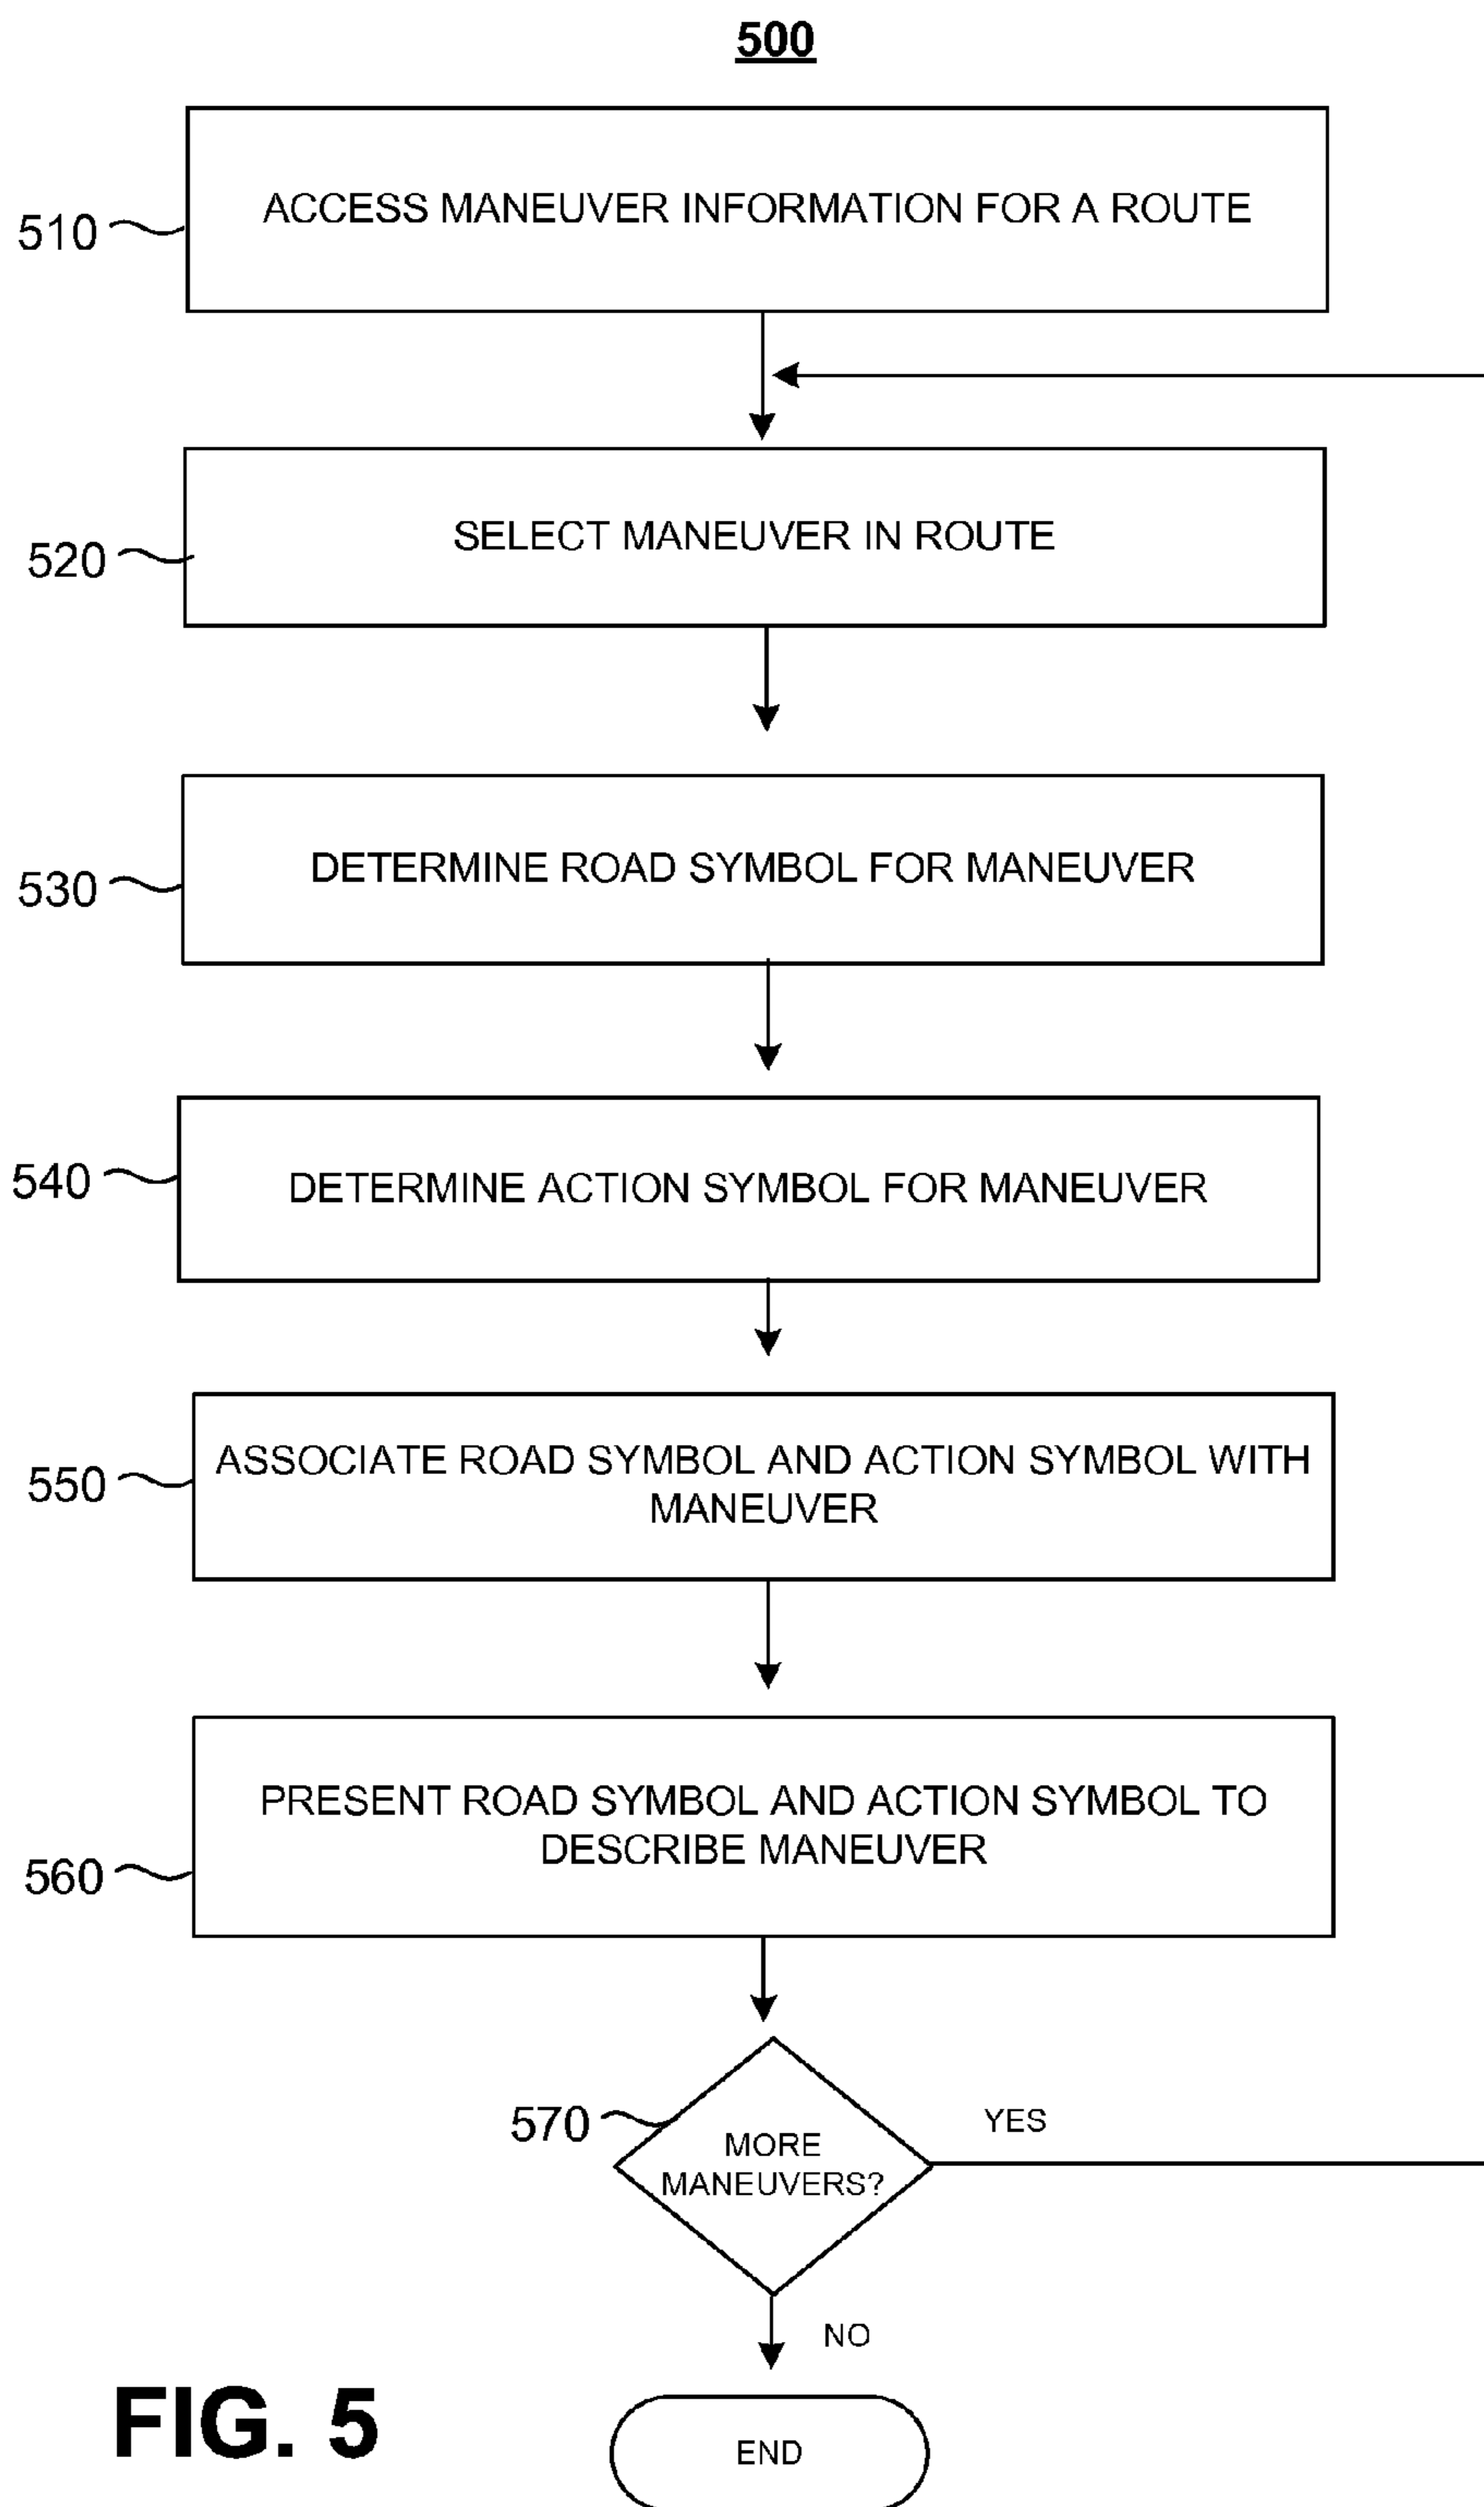 500
510
ACCESS MANEUVER INFORMATION FOR A ROUTE
520
SELECT MANEUVER IN ROUTE
530
DETERMINE ROAD SYMBOL FOR MANEUVER
540
DETERMINE ACTION SYMBOL FOR MANEUVER
550
ASSOCIATE ROAD SYMBOL AND ACTION SYMBOL WITH
MANEUVER
560
PRESENT ROAD SYMBOL AND ACTION SYMBOL TO
DESCRIBE MANEUVER
570
MORE
MANEUVERS?
YES
NO
END
FIG. 5